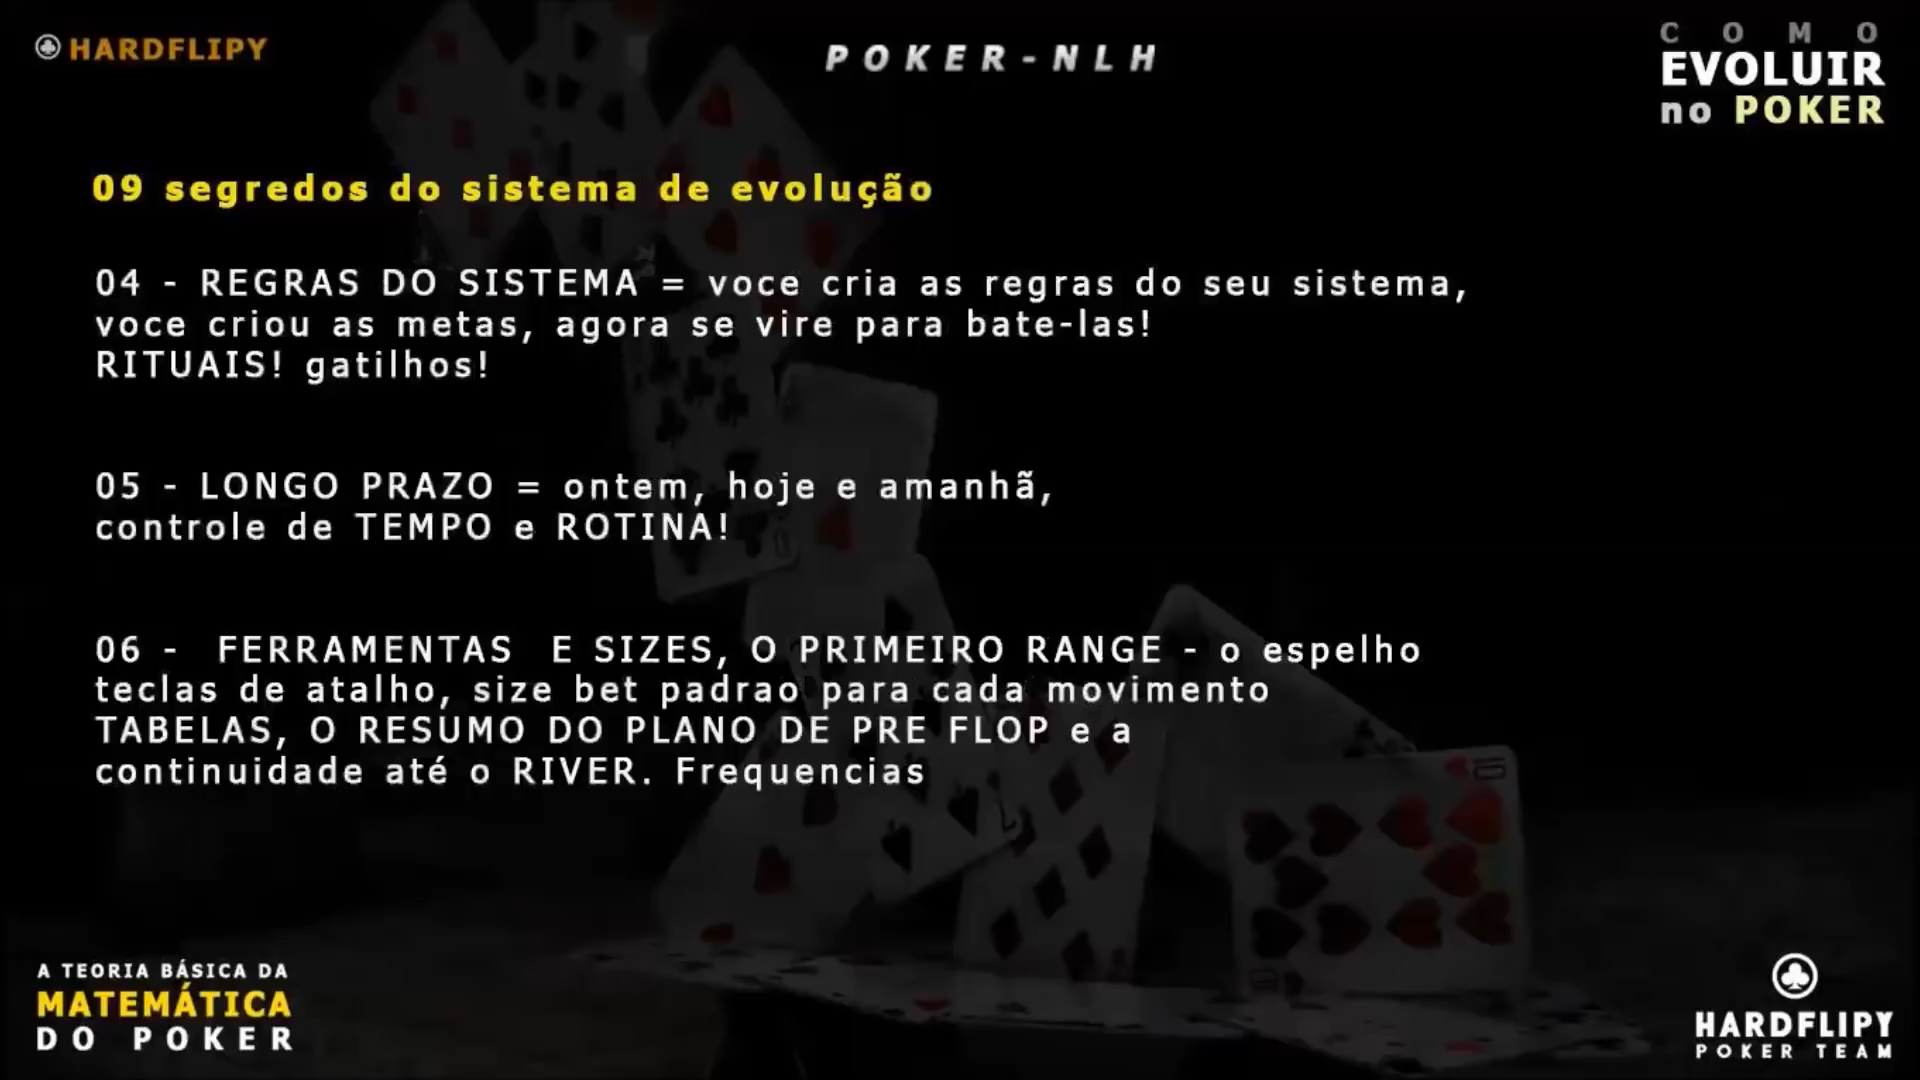 HARDFLIPY
POKER-NLH
COMO
EVOLUIR
no POKER
09 segredos do sistema de evolução
04 - REGRAS DO SISTEMA = voce cria as regras do seu sistema,
voce criou as metas, agora se vire para bate-las!
RITUAIS! gatilhos!
05 - LONGO PRAZO = ontem, hoje e amanhã,
controle de TEMPO e ROTINA!
06 - FERRAMENTAS E SIZES, O PRIMEIRO RANGE - o espelho
teclas de atalho, size bet padrao para cada movimento
TABELAS, O RESUMO DO PLANO DE PRE FLOP e a
continuidade até o RIVER. Frequencias
A TEORIA BÁSICA DA
MATEMÁTICA
DO POKER
HARDFLIPY
POKER TEAM
10